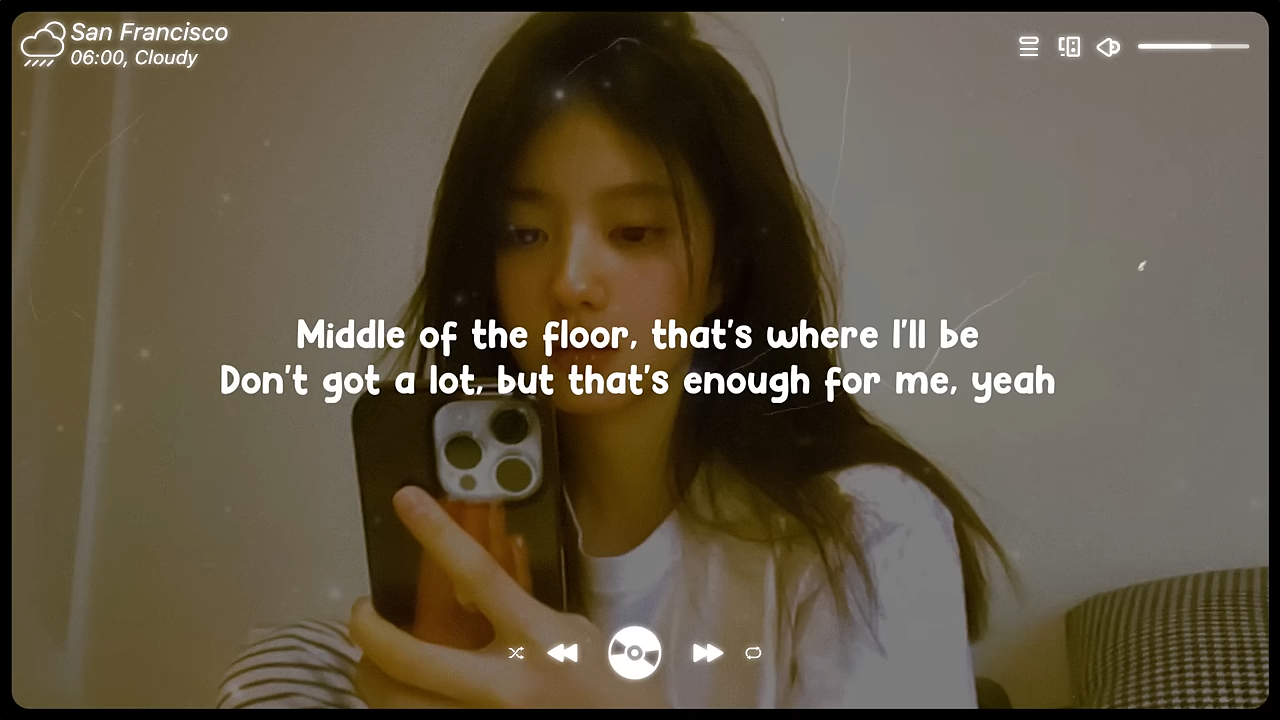 San Francisco
06:00, Cloudy
Middle of the floor, that's where I'll be
Don't got a lot, but that's enough for me, yeah